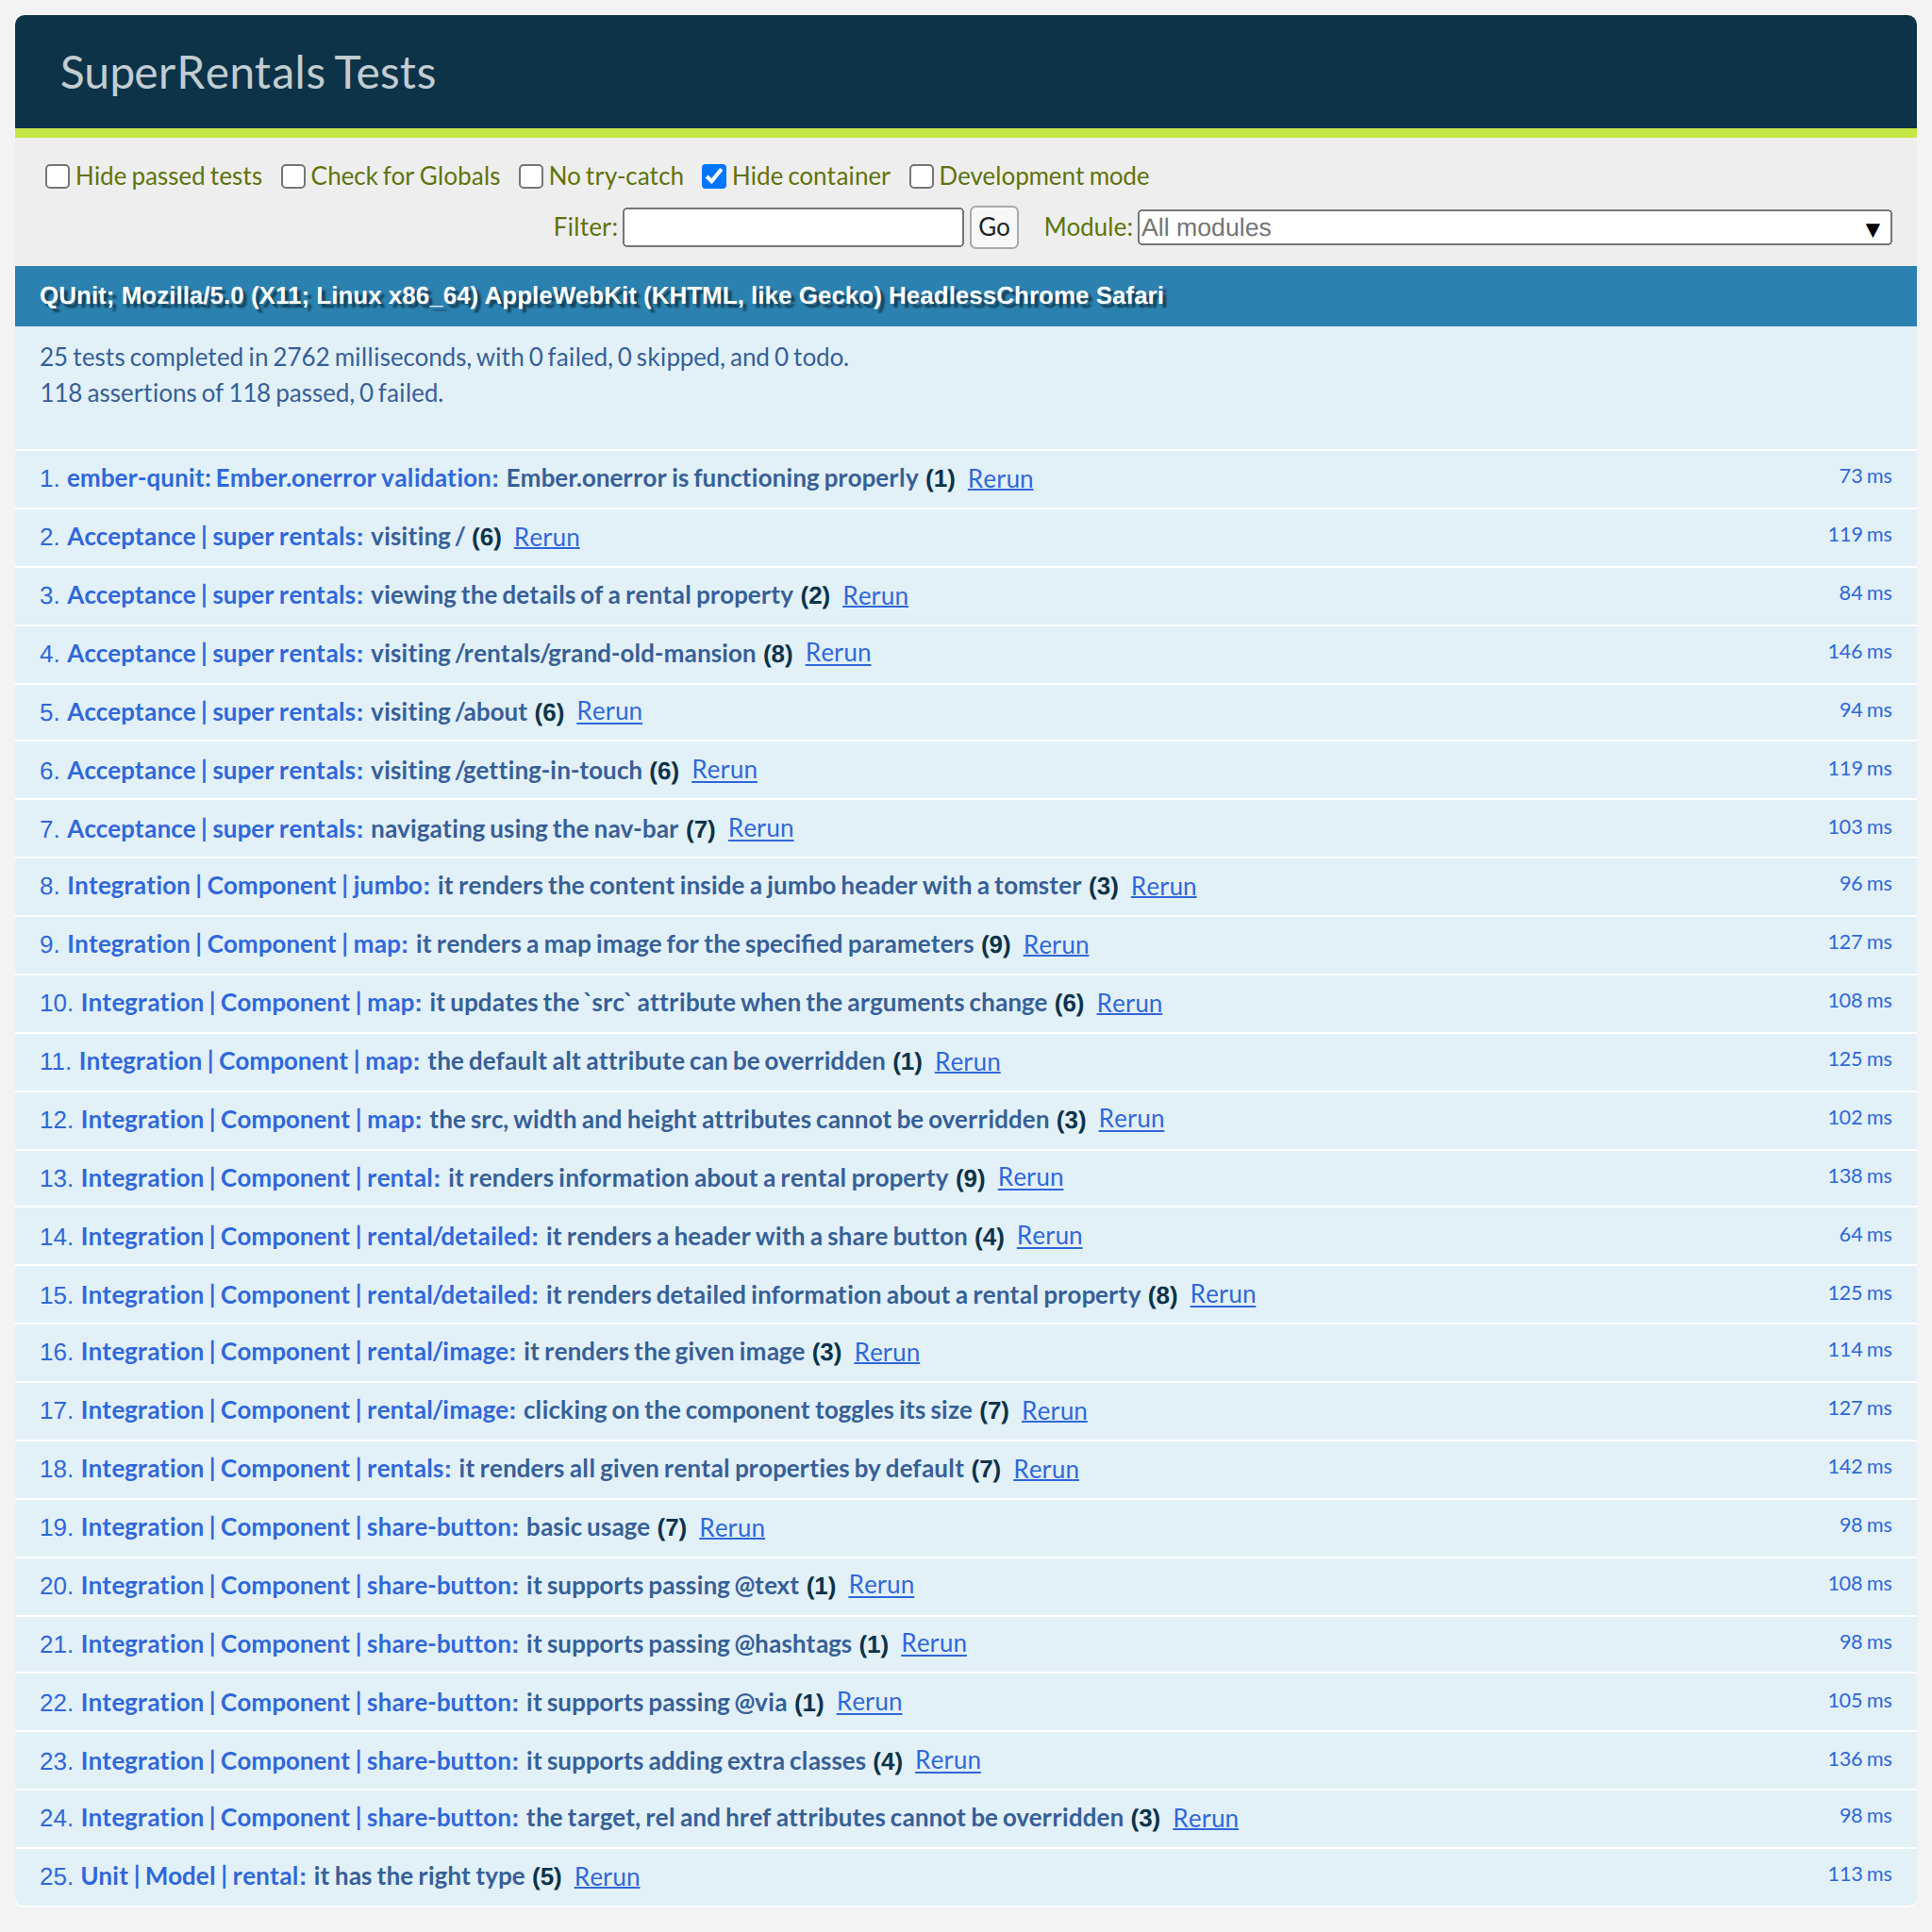 SuperRentals Tests
Hide passed tests Check for Globals No try-catch Hide container Development mode
Filter: Go Module: All modules ▼
QUnit; Mozilla/5.0 (X11; Linux x86_64) AppleWebKit (KHTML, like Gecko) HeadlessChrome Safari
25 tests completed in 2762 milliseconds, with 0 failed, 0 skipped, and 0 todo.
118 assertions of 118 passed, 0 failed.
1. ember-qunit: Ember.onerror validation: Ember.onerror is functioning properly (1) Rerun 73 ms
2. Acceptance | super rentals: visiting / (6) Rerun 119 ms
3. Acceptance | super rentals: viewing the details of a rental property (2) Rerun 84 ms
4. Acceptance | super rentals: visiting /rentals/grand-old-mansion (8) Rerun 146 ms
5. Acceptance | super rentals: visiting /about (6) Rerun 94 ms
6. Acceptance | super rentals: visiting /getting-in-touch (6) Rerun 119 ms
7. Acceptance | super rentals: navigating using the nav-bar (7) Rerun 103 ms
8. Integration | Component | jumbo: it renders the content inside a jumbo header with a tomster (3) Rerun 96 ms
9. Integration | Component | map: it renders a map image for the specified parameters (9) Rerun 127 ms
10. Integration | Component | map: it updates the `src` attribute when the arguments change (6) Rerun 108 ms
11. Integration | Component | map: the default alt attribute can be overridden (1) Rerun 125 ms
12. Integration | Component | map: the src, width and height attributes cannot be overridden (3) Rerun 102 ms
13. Integration | Component | rental: it renders information about a rental property (9) Rerun 138 ms
14. Integration | Component | rental/detailed: it renders a header with a share button (4) Rerun 64 ms
15. Integration | Component | rental/detailed: it renders detailed information about a rental property (8) Rerun 125 ms
16. Integration | Component | rental/image: it renders the given image (3) Rerun 114 ms
17. Integration | Component | rental/image: clicking on the component toggles its size (7) Rerun 127 ms
18. Integration | Component | rentals: it renders all given rental properties by default (7) Rerun 142 ms
19. Integration | Component | share-button: basic usage (7) Rerun 98 ms
20. Integration | Component | share-button: it supports passing @text (1) Rerun 108 ms
21. Integration | Component | share-button: it supports passing @hashtags (1) Rerun 98 ms
22. Integration | Component | share-button: it supports passing @via (1) Rerun 105 ms
23. Integration | Component | share-button: it supports adding extra classes (4) Rerun 136 ms
24. Integration | Component | share-button: the target, rel and href attributes cannot be overridden (3) Rerun 98 ms
25. Unit | Model | rental: it has the right type (5) Rerun 113 ms